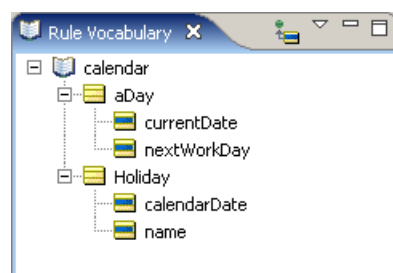 Rule Vocabulary
calendar
aDay
currentDate
nextWorkDay
Holiday
calendarDate
name